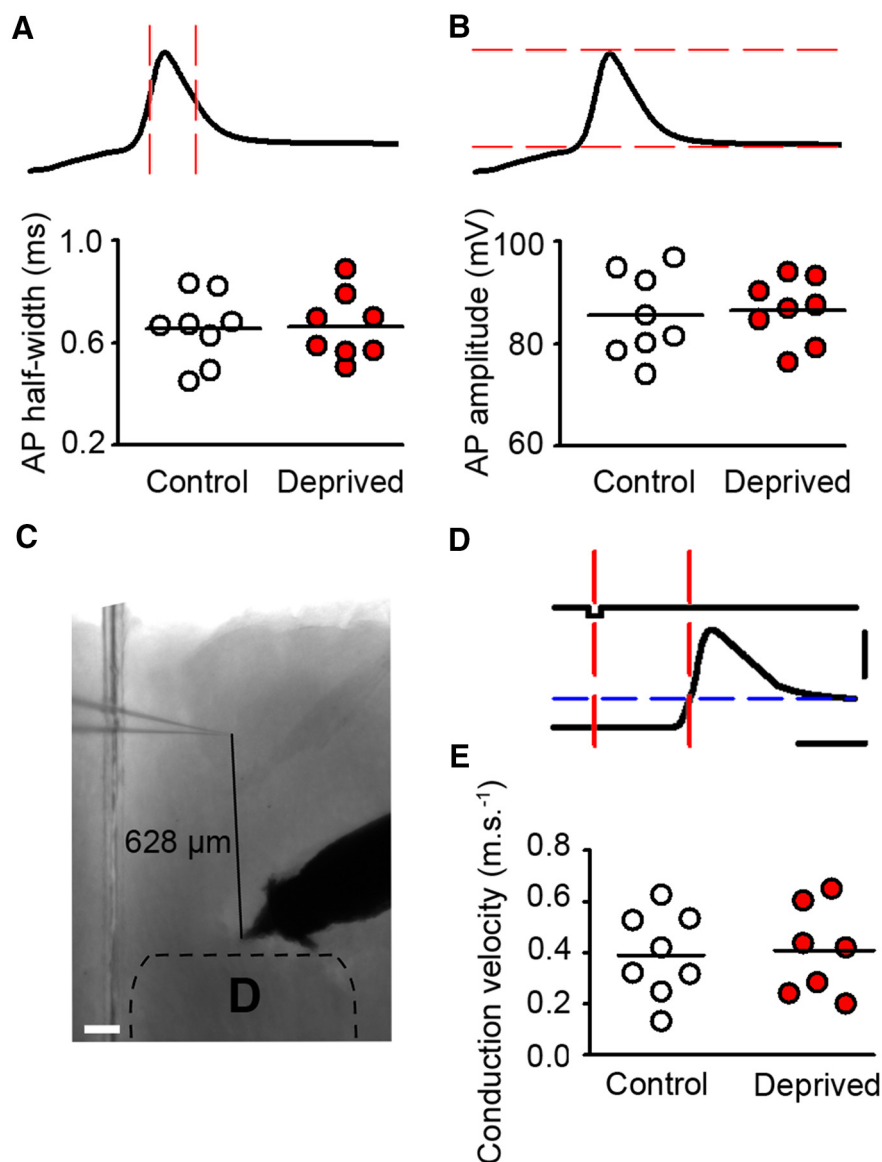 A
AP half-width (ms)
1.0
0.6
0.2
Control Deprived
B
AP amplitude (mV)
100
80
60
Control Deprived
C
628 µm
D
D
E
Conduction velocity (m.s.-1)
0.8
0.6
0.4
0.2
0.0
Control Deprived